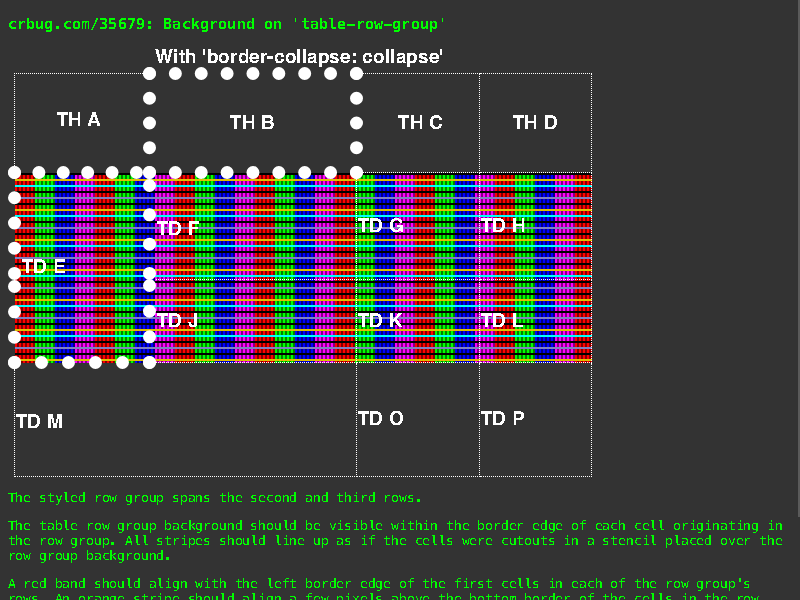 crbug.com/35679: Background on 'table-row-group'
With 'border-collapse: collapse'
TH A TH B TH C TH D
TD E TD F TD G TD H
TD J TD K TD L
TD M TD O TD P
The styled row group spans the second and third rows.
The table row group background should be visible within the border edge of each cell originating in
the row group. All stripes should line up as if the cells were cutouts in a stencil placed over the
row group background.
A red band should align with the left border edge of the first cells in each of the row group's
rows. An orange stripe should align a few pixels above the bottom border of the cells in the row